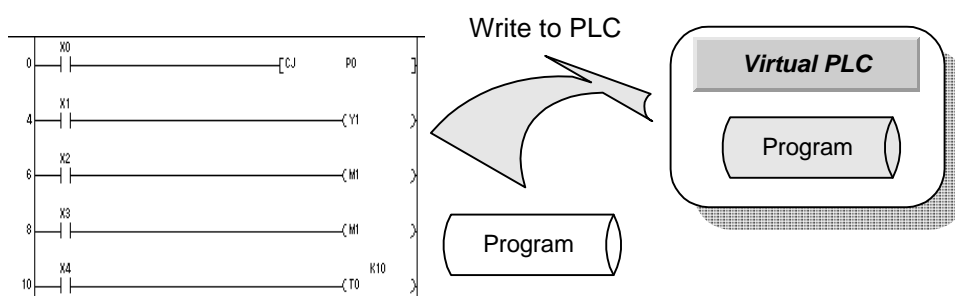 Write to PLC
Virtual PLC
Program
Program
X0
0 [CJ P0 ]
X1
4 ( Y1 )
X2
6 ( M1 )
X3
8 ( M1 )
X4 K10
10 ( T0 )